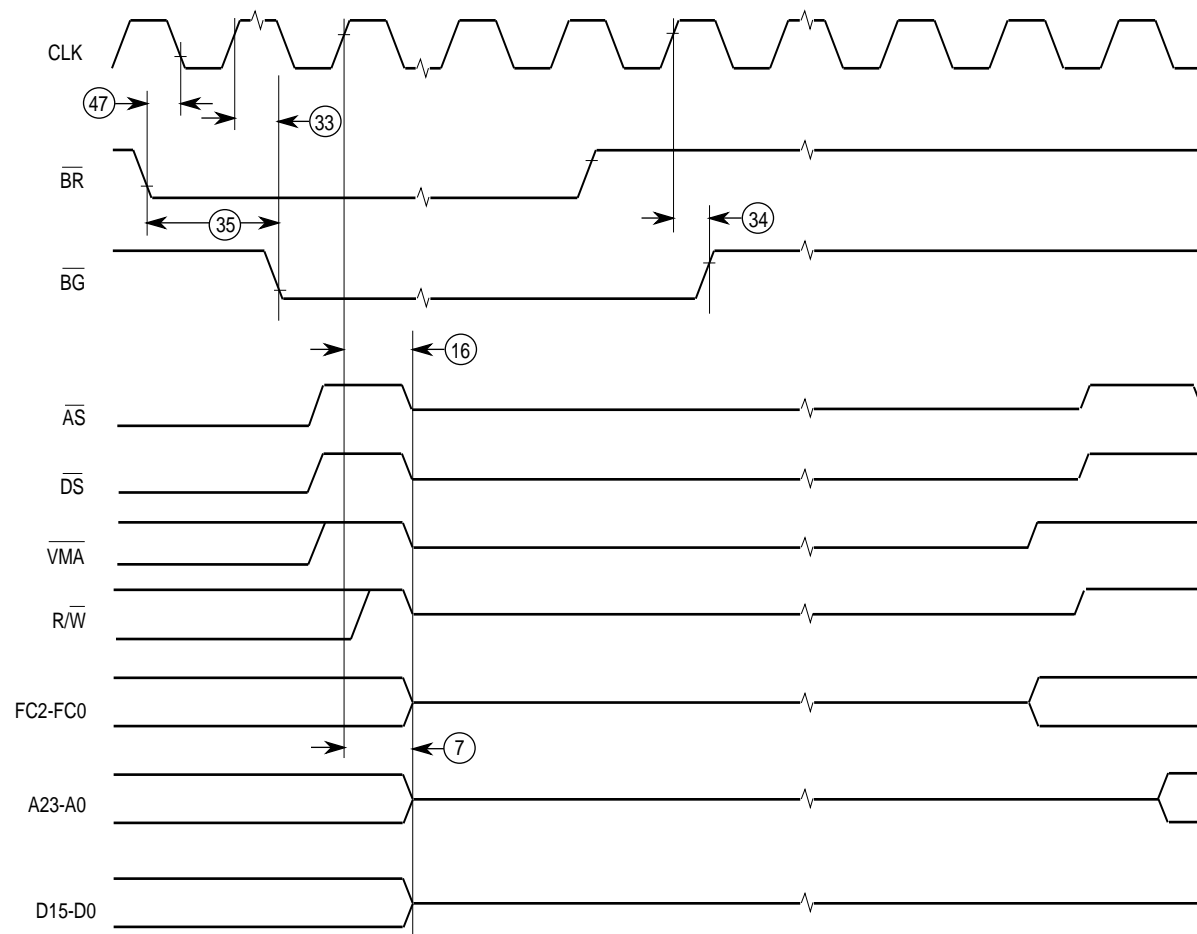 CLK
47
33
BR
35
34
BG
16
AS
DS
VMA
R/W
FC2-FC0
7
A23-A0
D15-D0